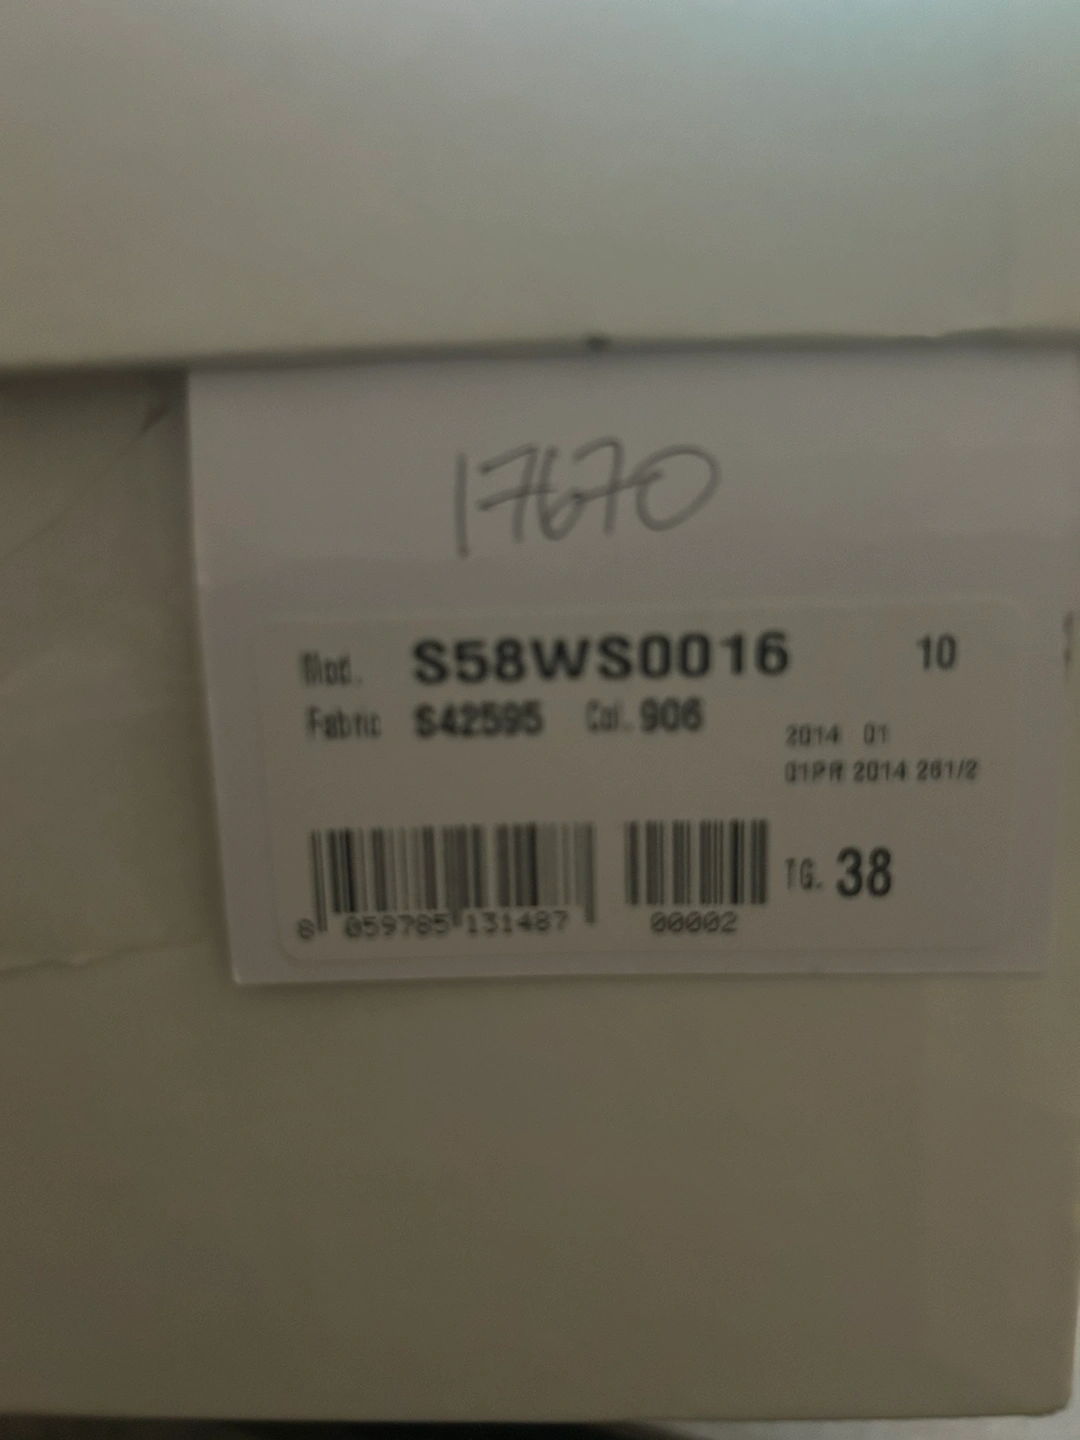 17670
Mod. S58WS0016 10
Fabric S42595 Col. 906
2014 01
01PR 2014 261/2
TG. 38
8 059785 131487 00002